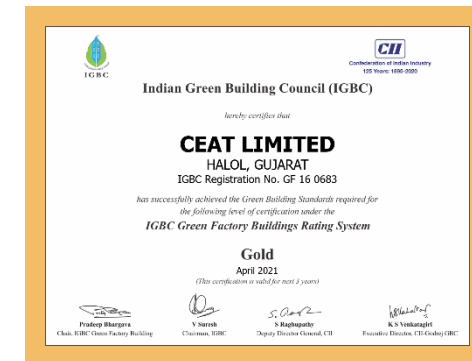 IGBC
CII
Confederation of Indian Industry
125 Years: 1895-2020
Indian Green Building Council (IGBC)
hereby certifies that
CEAT LIMITED
HALOL, GUJARAT
IGBC Registration No. GF 16 0683
has successfully achieved the Green Building Standards required for
the following level of certification under the
IGBC Green Factory Buildings Rating System
Gold
April 2021
(This certification is valid for next 3 years)
Pradeep Bhargava
Chair, IGBC Green Factory Building
V Suresh
Chairman, IGBC
S Raghupathy
Deputy Director General, CII
K S Venkatagiri
Executive Director, CII-Godrej GBC